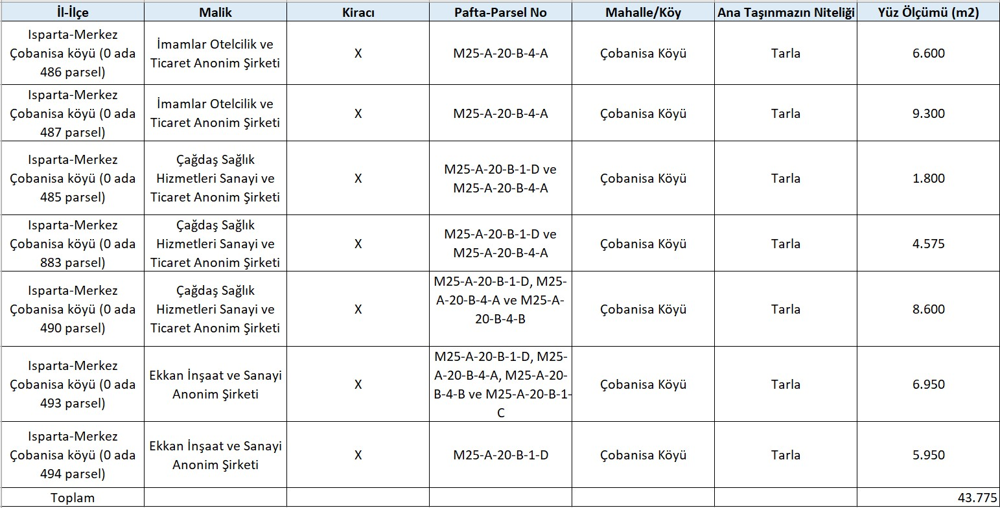 İl-İlçe Malik Kiracı Pafta-Parsel No Mahalle/Köy Ana Taşınmazın Niteliği Yüz Ölçümü (m2)
Isparta-Merkez
Çobanisa köyü (0 ada
486 parsel)
İmamlar Otelcilik ve
Ticaret Anonim Şirketi
X
M25-A-20-B-4-A
Çobanisa Köyü
Tarla
6.600
Isparta-Merkez
Çobanisa köyü (0 ada
487 parsel)
İmamlar Otelcilik ve
Ticaret Anonim Şirketi
X
M25-A-20-B-4-A
Çobanisa Köyü
Tarla
9.300
Isparta-Merkez
Çobanisa köyü (0 ada
485 parsel)
Çağdaş Sağlık
Hizmetleri Sanayi ve
Ticaret Anonim Şirketi
X
M25-A-20-B-1-D ve
M25-A-20-B-4-A
Çobanisa Köyü
Tarla
1.800
Isparta-Merkez
Çobanisa köyü (0 ada
883 parsel)
Çağdaş Sağlık
Hizmetleri Sanayi ve
Ticaret Anonim Şirketi
X
M25-A-20-B-1-D ve
M25-A-20-B-4-A
Çobanisa Köyü
Tarla
4.575
Isparta-Merkez
Çobanisa köyü (0 ada
490 parsel)
Çağdaş Sağlık
Hizmetleri Sanayi ve
Ticaret Anonim Şirketi
X
M25-A-20-B-1-D, M25-
A-20-B-4-A ve M25-A-
20-B-4-B
Çobanisa Köyü
Tarla
8.600
Isparta-Merkez
Çobanisa köyü (0 ada
493 parsel)
Ekkan İnşaat ve Sanayi
Anonim Şirketi
X
M25-A-20-B-1-D, M25-
A-20-B-4-A, M25-A-20-
B-4-B ve M25-A-20-B-1-
C
Çobanisa Köyü
Tarla
6.950
Isparta-Merkez
Çobanisa köyü (0 ada
494 parsel)
Ekkan İnşaat ve Sanayi
Anonim Şirketi
X
M25-A-20-B-1-D
Çobanisa Köyü
Tarla
5.950
Toplam 43.775